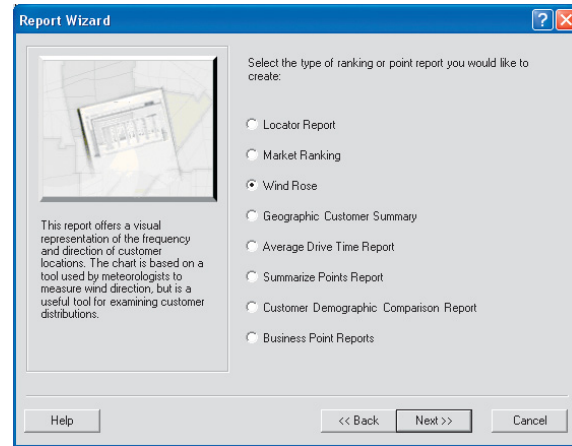 Report Wizard
Select the type of ranking or point report you would like to
create:
Locator Report
Market Ranking
Wind Rose
Geographic Customer Summary
Average Drive Time Report
Summarize Points Report
Customer Demographic Comparison Report
Business Point Reports
This report offers a visual
representation of the frequency
and direction of customer
locations. The chart is based on a
tool used by meteorologists to
measure wind direction, but is a
useful tool for examining customer
distributions.
Help
<< Back
Next >>
Cancel